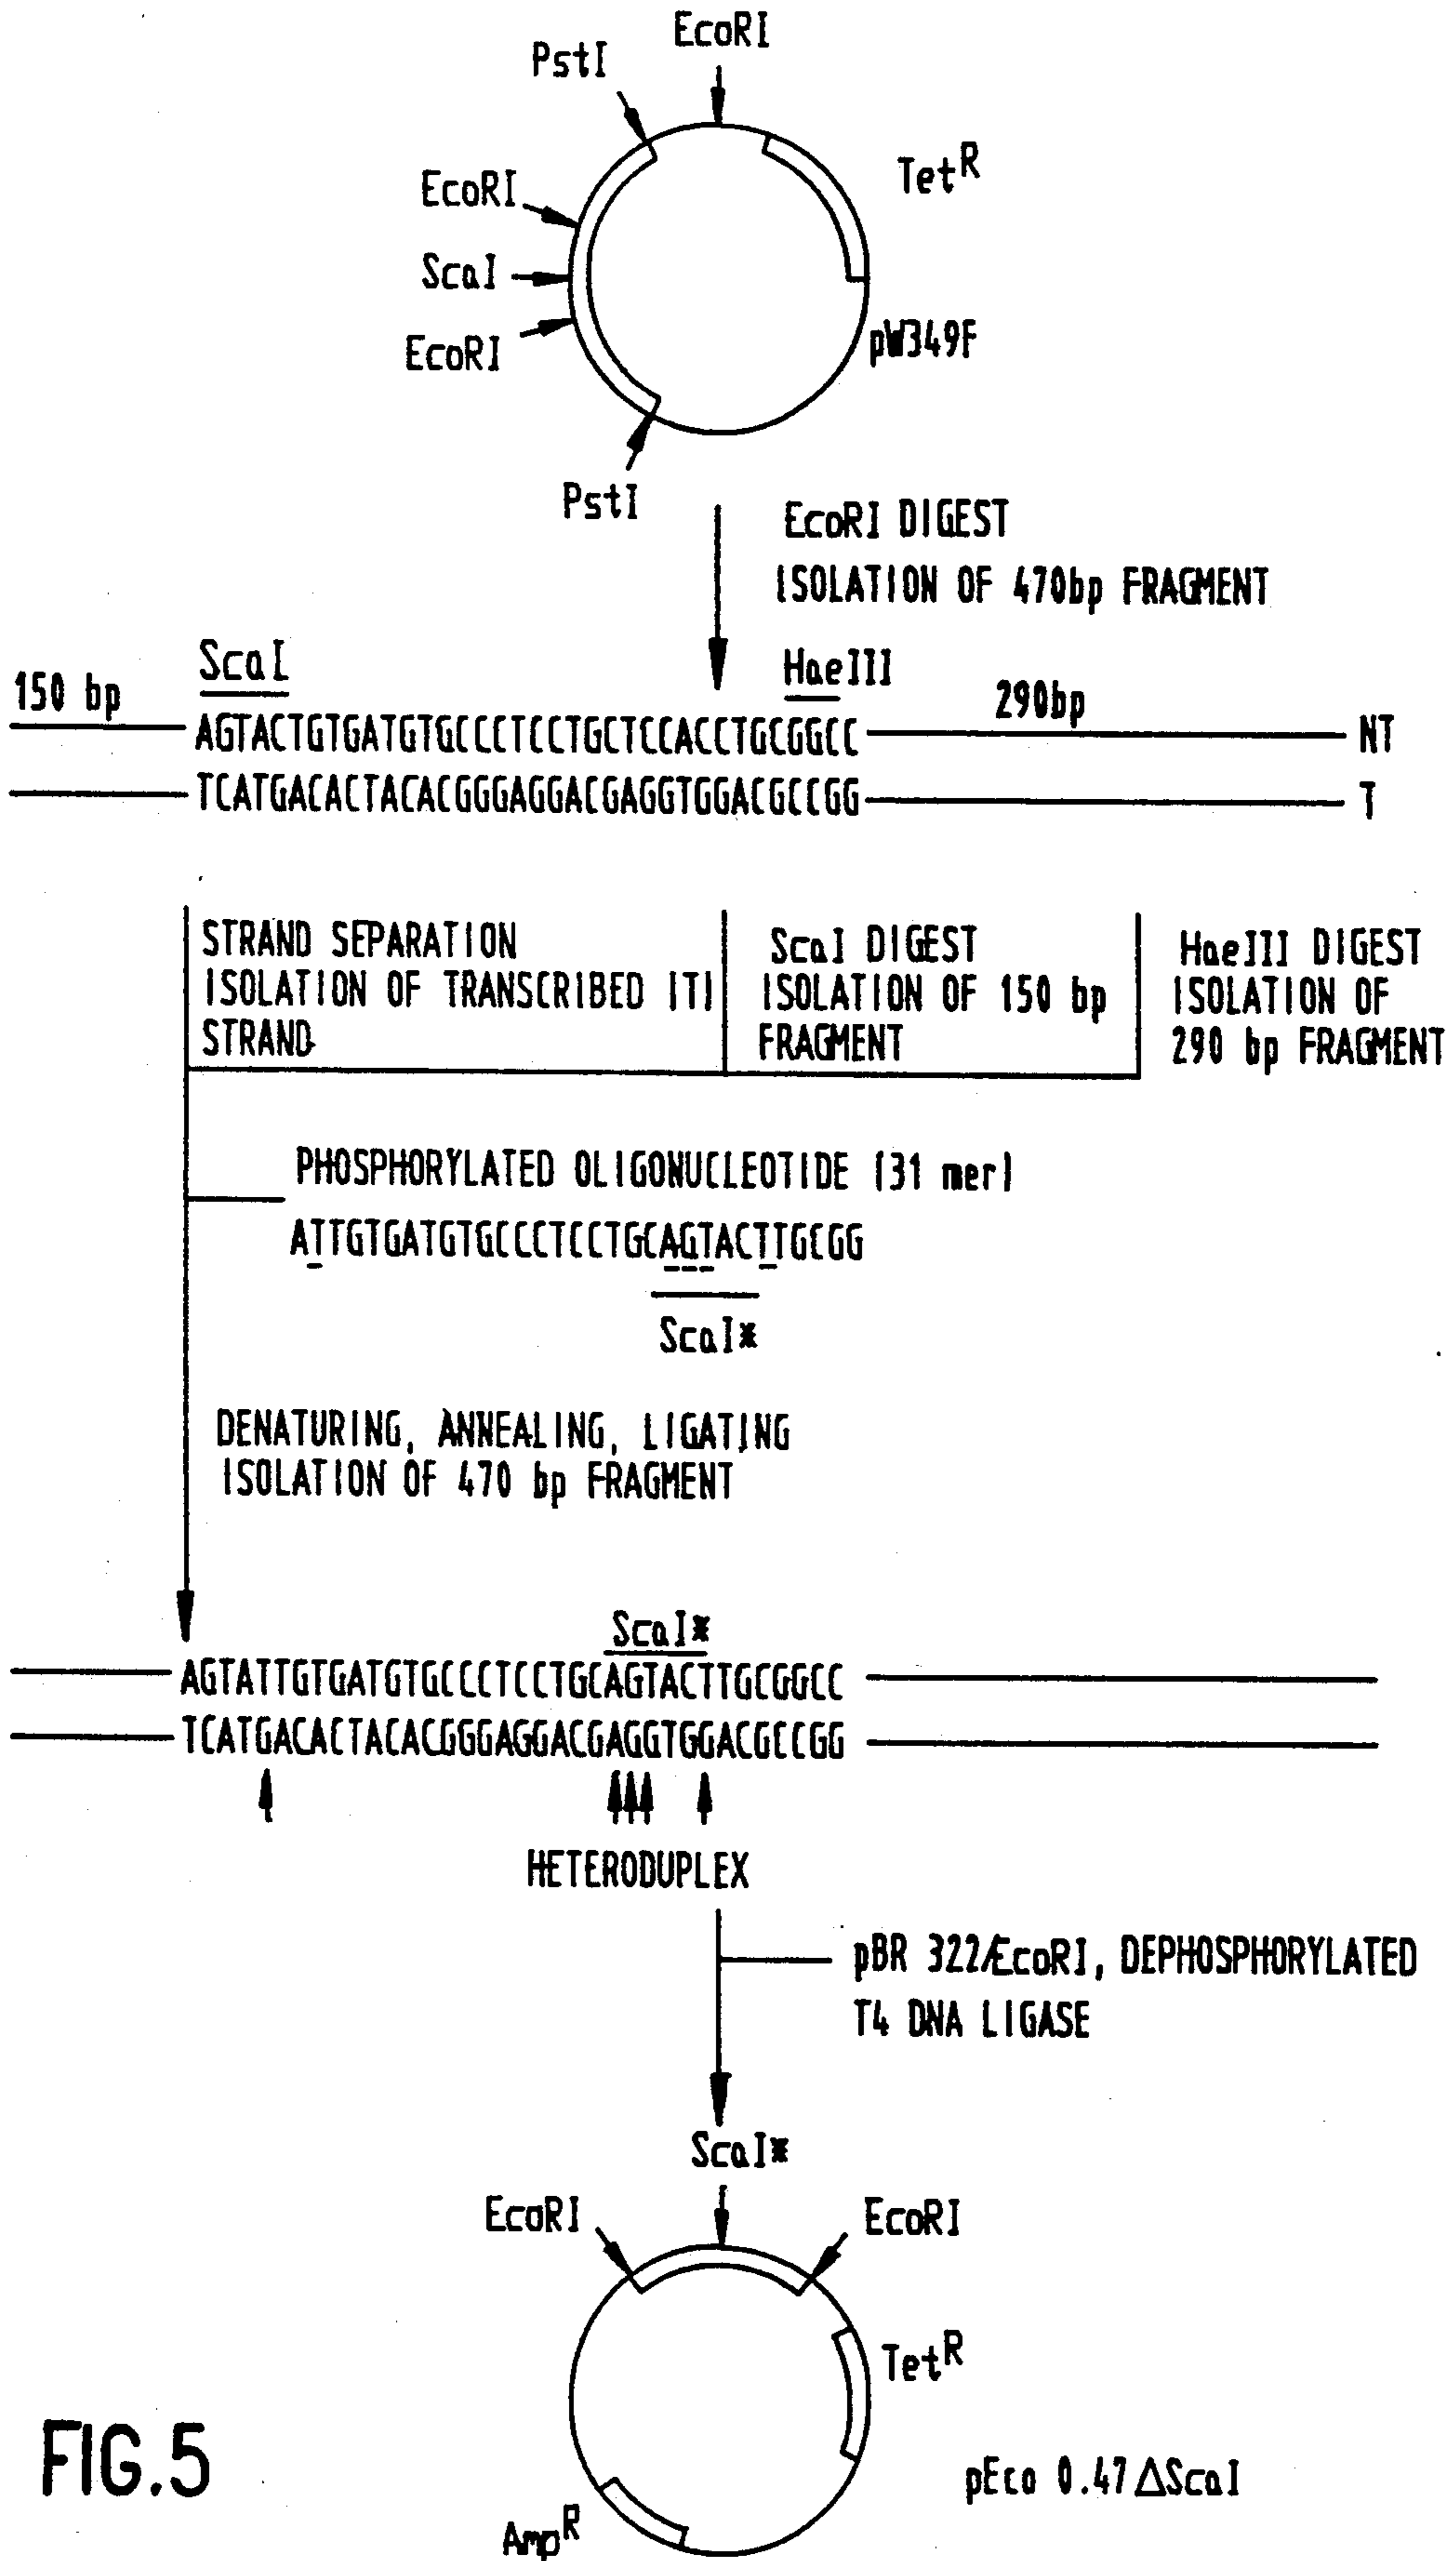 EcoRI
PstI
EcoRI
TetR
ScaI
EcoRI
pW349F
PstI
EcoRI DIGEST
ISOLATION OF 470bp FRAGMENT
ScaI
HaeIII
150 bp
290bp
AGTACTGTGATGTGCCCTCCTGCTCCACCTGCGGCC
NT
TCATGACACTACACGGGAGGACGAGGTGGACGCCGG
T
STRAND SEPARATION
ISOLATION OF TRANSCRIBED (T)
STRAND
ScaI DIGEST
ISOLATION OF 150 bp
FRAGMENT
HaeIII DIGEST
ISOLATION OF
290 bp FRAGMENT
PHOSPHORYLATED OLIGONUCLEOTIDE (31 mer)
ATTGTGATGTGCCCTCCTGCAGTACTTGCGG
ScaI*
DENATURING, ANNEALING, LIGATING
ISOLATION OF 470 bp FRAGMENT
ScaI*
AGTATTGTGATGTGCCCTCCTGCAGTACTTGCGGCC
TCATGACACTACACGGGAGGACGAGGTGGACGCCGG
HETERODUPLEX
pBR 322/EcoRI, DEPHOSPHORYLATED
T4 DNA LIGASE
ScaI*
EcoRI
EcoRI
TetR
AmpR
pEco 0.47ΔScaI
FIG.5